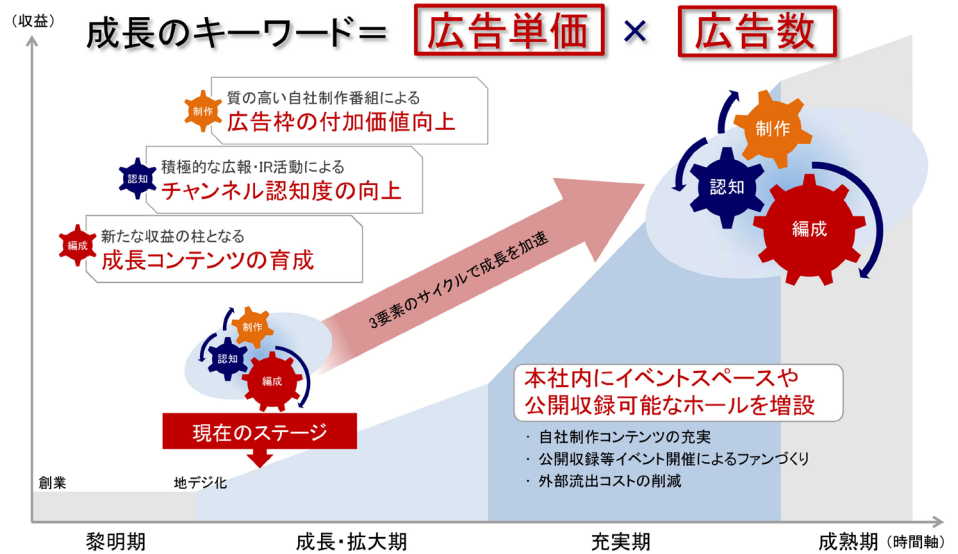 （収益）
成長のキーワード＝ 広告単価 × 広告数
制作
質の高い自社制作番組による
広告枠の付加価値向上
認知
積極的な広報・IR活動による
チャンネル認知度の向上
編成
新たな収益の柱となる
成長コンテンツの育成
制作
認知
編成
3要素のサイクルで成長を加速
制作
認知
編成
現在のステージ
本社内にイベントスペースや
公開収録可能なホールを増設
・ 自社制作コンテンツの充実
・ 公開収録等イベント開催によるファンづくり
・ 外部流出コストの削減
創業
地デジ化
黎明期
成長・拡大期
充実期
成熟期
（時間軸）